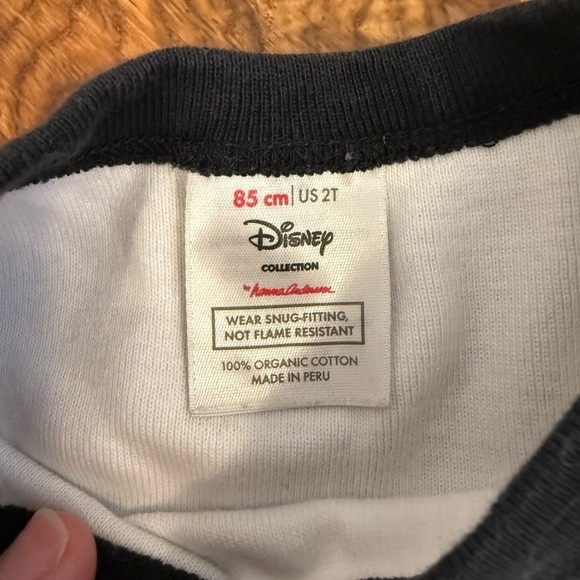 85 cm | US 2T
Disney
COLLECTION
by hanna andersson
WEAR SNUG-FITTING,
NOT FLAME RESISTANT
100% ORGANIC COTTON
MADE IN PERU